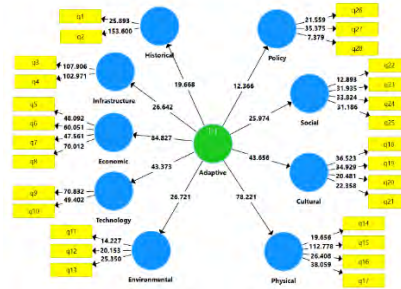 q1
25.893
153.600
q2
Historical
q3
107.906
102.971
q4
Infrastructure
q5
q6
48.092
60.051
47.561
70.012
q7
q8
Economic
q9
70.832
49.402
q10
Technology
q11
14.227
20.153
25.350
q12
q13
Environmental
19.668
26.642
84.827
43.373
26.721
Adaptive
12.366
25.974
43.656
78.221
q26
21.559
35.375
7.379
q27
q28
Policy
q22
12.893
31.935
33.824
31.186
q23
q24
q25
Social
q18
36.523
34.929
20.481
22.358
q19
q20
q21
Cultural
q14
19.656
112.778
26.408
38.059
q15
q16
q17
Physical